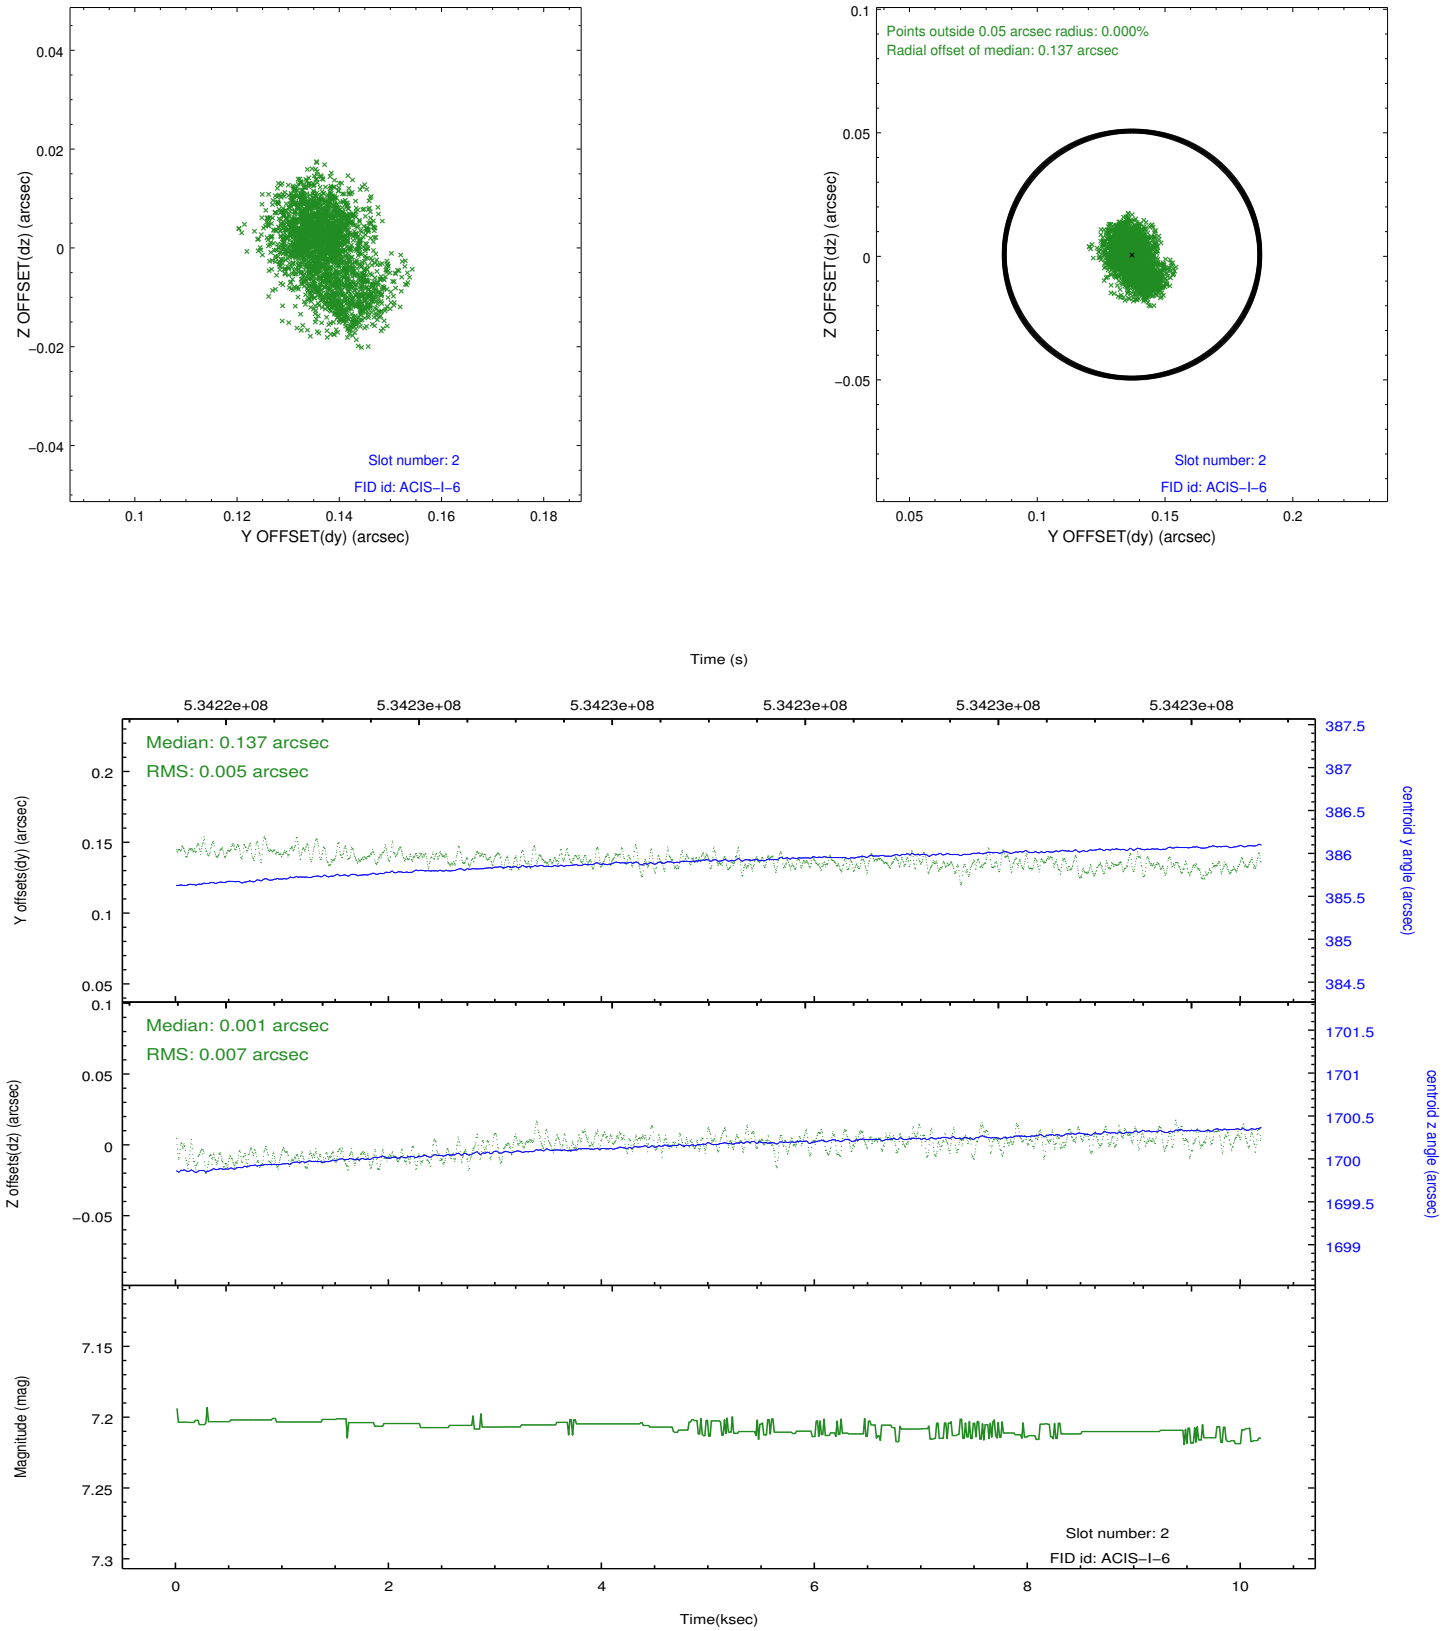 0.04
0.02
0
−0.02
−0.04
Z OFFSET(dz) (arcsec)
Slot number: 2
FID id: ACIS−I−6
0.1
0.12
0.14
0.16
0.18
Y OFFSET(dy) (arcsec)
0.1
0.05
0
−0.05
Z OFFSET(dz) (arcsec)
Points outside 0.05 arcsec radius: 0.000%
Radial offset of median: 0.137 arcsec
Slot number: 2
FID id: ACIS−I−6
0.05
0.1
0.15
0.2
Y OFFSET(dy) (arcsec)
Time (s)
5.3422e+08
5.3423e+08
5.3423e+08
5.3423e+08
5.3423e+08
5.3423e+08
Median: 0.137 arcsec
RMS: 0.005 arcsec
0.2
0.15
0.1
0.05
Y offsets(dy) (arcsec)
387.5
387
386.5
386
385.5
385
384.5
centroid y angle (arcsec)
Median: 0.001 arcsec
RMS: 0.007 arcsec
0.1
0.05
0
−0.05
Z offsets(dz) (arcsec)
1701.5
1701
1700.5
1700
1699.5
1699
centroid z angle (arcsec)
7.15
7.2
7.25
7.3
Magnitude (mag)
Slot number: 2
FID id: ACIS−I−6
0
2
4
6
8
10
Time(ksec)